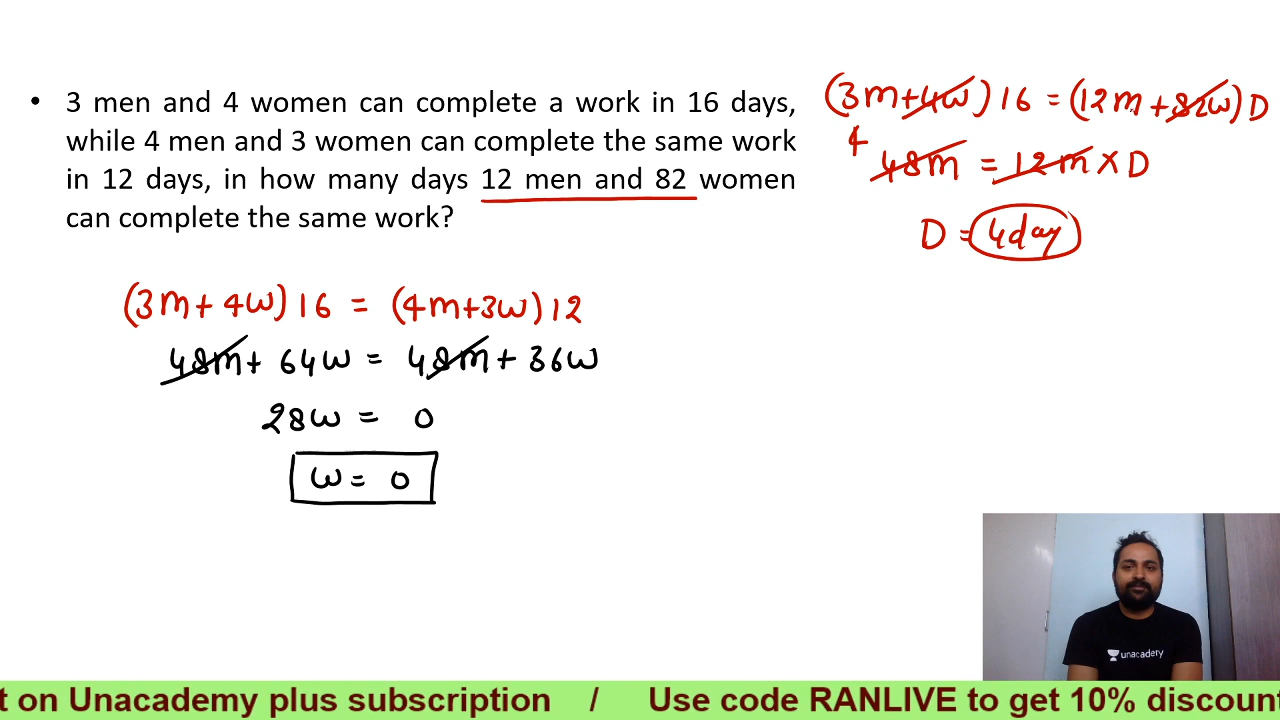 • 3 men and 4 women can complete a work in 16 days,
while 4 men and 3 women can complete the same work
in 12 days, in how many days 12 men and 82 women
can complete the same work?
(3m+4w)16 = (12m+82w)D
4
48m = 12m×D
D = 4day
(3m+4w)16 = (4m+3w)12
48m+ 64w = 48m+ 36w
28w = 0
w = 0
unacademy
t on Unacademy plus subscription / Use code RANLIVE to get 10% discount